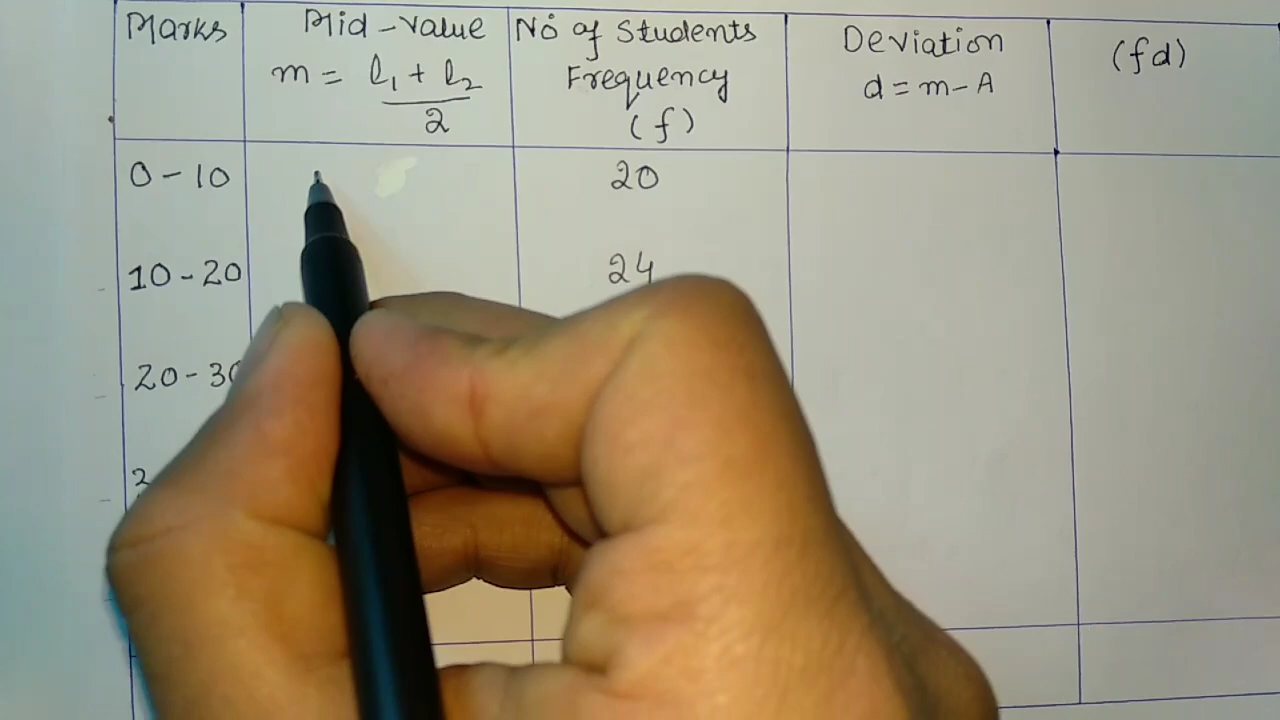 Marks
Mid-value
m = l₁ + l₂
2
No of Students
Frequency
(f)
Deviation
d = m - A
(fd)
0 - 10
20
10 - 20
24
20 - 30